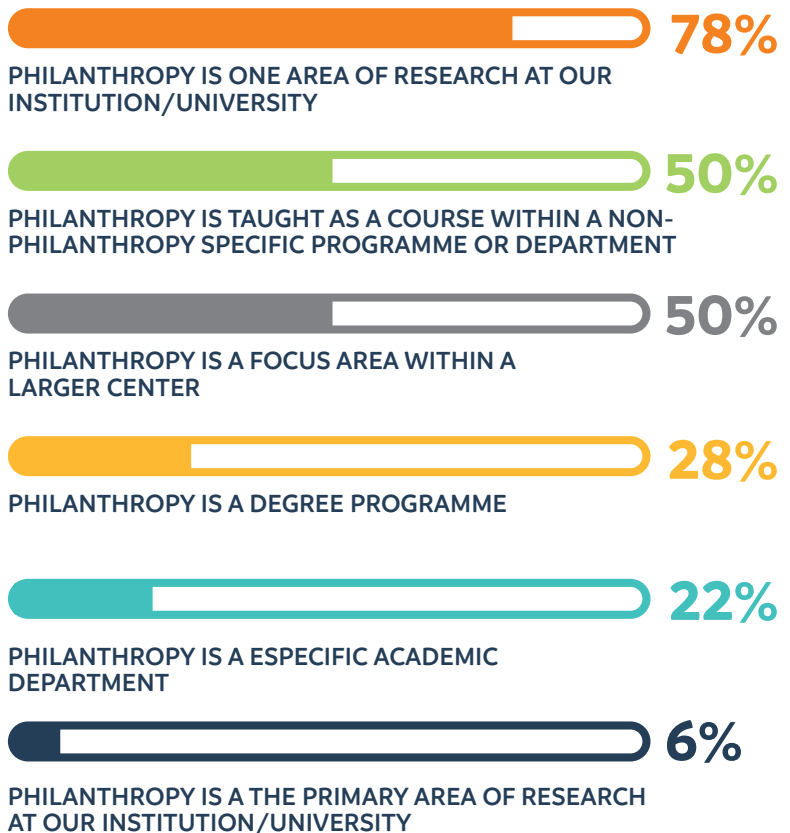 78%
PHILANTHROPY IS ONE AREA OF RESEARCH AT OUR
INSTITUTION/UNIVERSITY
50%
PHILANTHROPY IS TAUGHT AS A COURSE WITHIN A NON-
PHILANTHROPY SPECIFIC PROGRAMME OR DEPARTMENT
50%
PHILANTHROPY IS A FOCUS AREA WITHIN A
LARGER CENTER
28%
PHILANTHROPY IS A DEGREE PROGRAMME
22%
PHILANTHROPY IS A ESPECIFIC ACADEMIC
DEPARTMENT
6%
PHILANTHROPY IS A THE PRIMARY AREA OF RESEARCH
AT OUR INSTITUTION/UNIVERSITY